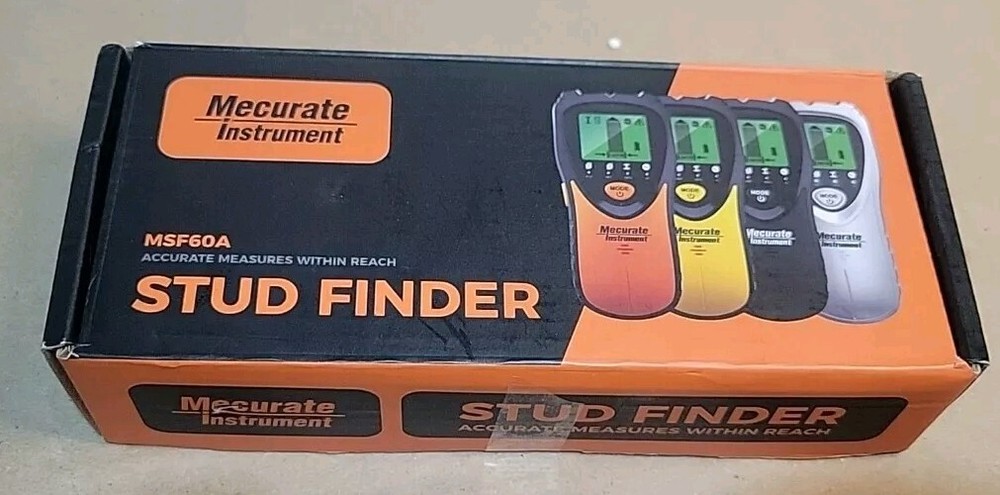 Mecurate
Instrument
MSF60A
ACCURATE MEASURES WITHIN REACH
STUD FINDER
MODE
Mecurate
Instrument
MODE
Mecurate
Instrument
MODE
Mecurate
Instrument
MODE
Mecurate
Instrument
Mecurate
Instrument
STUD FINDER
ACCURATE MEASURES WITHIN REACH